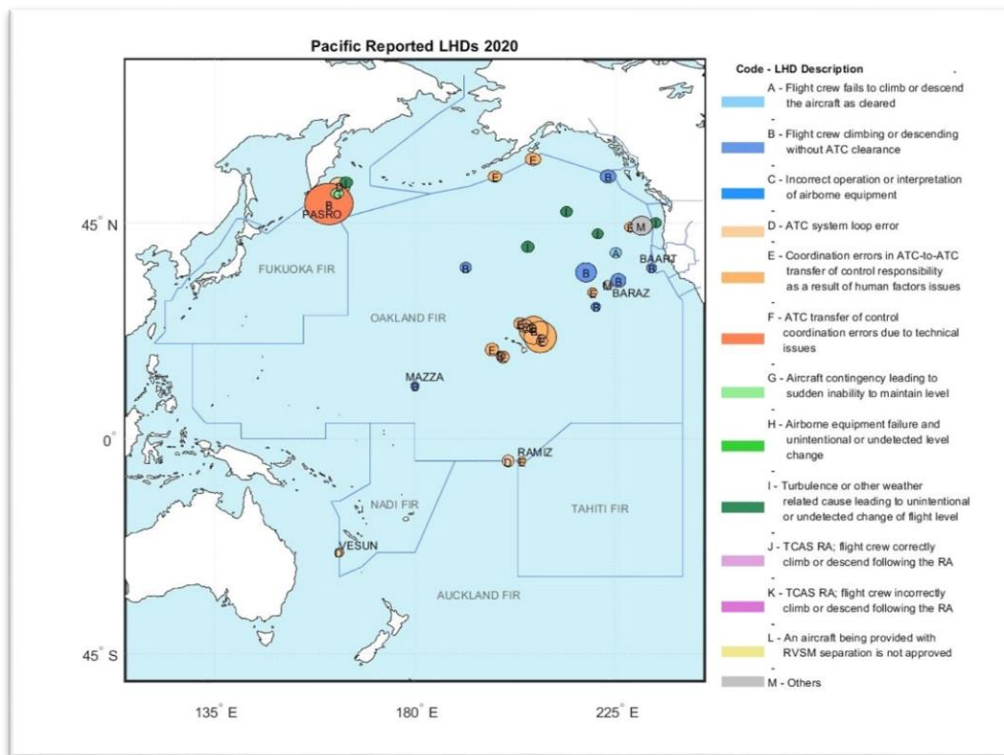 Pacific Reported LHDs 2020
E
E
B
I
B
PASRO
45° N
I
I
I
E
M
I
I
A
BAART
B
B
B
B
M
BARAZ
E
B
FUKUOKA FIR
OAKLAND FIR
E
B
E
E
E
MAZZA
B
0°
RAMIZ
D
E
NADI FIR
TAHITI FIR
VESUN
D
AUCKLAND FIR
45° S
135° E
180° E
225° E
Code - LHD Description
.
A - Flight crew fails to climb or descend
the aircraft as cleared
-
B - Flight crew climbing or descending
without ATC clearance
-
C - Incorrect operation or interpretation
of airborne equipment
-
D - ATC system loop error
-
E - Coordination errors in ATC-to-ATC
transfer of control responsibility
as a result of human factors issues
-
F - ATC transfer of control
coordination errors due to technical
issues
-
G - Aircraft contingency leading to
sudden inability to maintain level
-
H - Airborne equipment failure and
unintentional or undetected level
change
-
I - Turbulence or other weather
related cause leading to unintentional
or undetected change of flight level
-
J - TCAS RA; flight crew correctly
climb or descend following the RA
-
K - TCAS RA; flight crew incorrectly
climb or descend following the RA
-
L - An aircraft being provided with
RVSM separation is not approved
-
M - Others